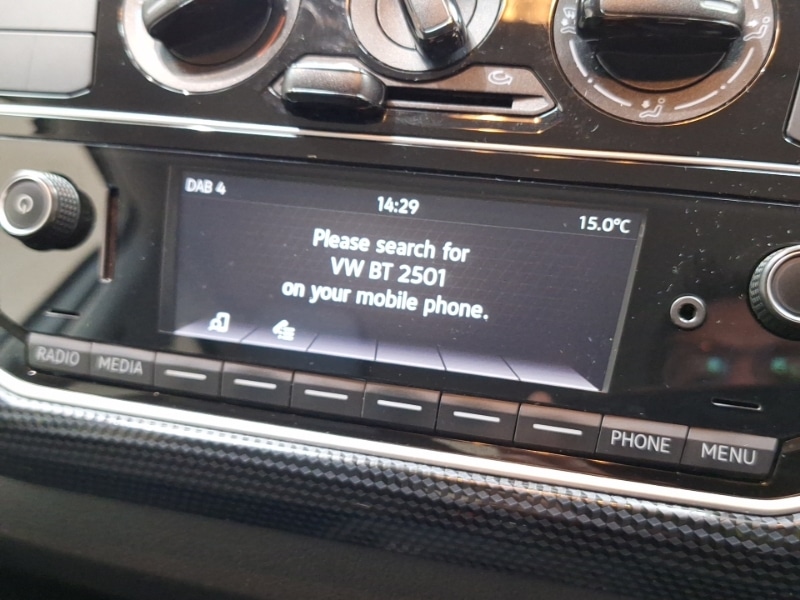 DAB 4
14:29
15.0°C
Please search for
VW BT 2501
on your mobile phone.
RADIO
MEDIA
PHONE
MENU